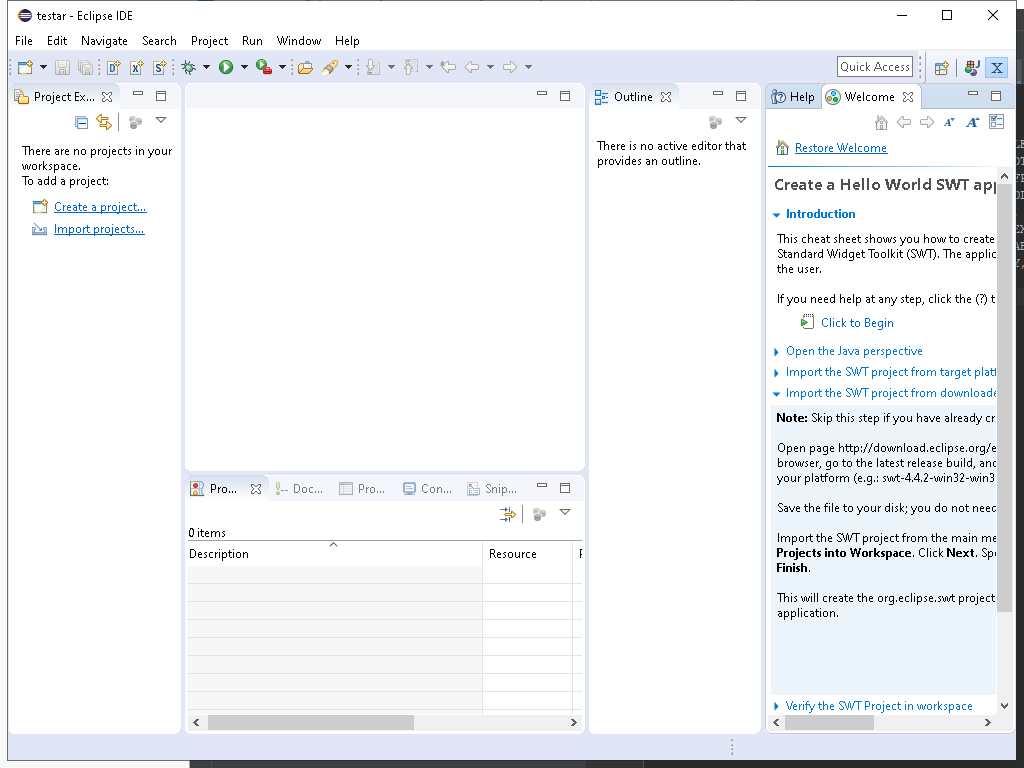 testar - Eclipse IDE
File Edit Navigate Search Project Run Window Help
Quick Access
Project Ex...
There are no projects in your
workspace.
To add a project:
Create a project...
Import projects...
Outline
There is no active editor that
provides an outline.
Help Welcome
Restore Welcome
Create a Hello World SWT app
Introduction
This cheat sheet shows you how to create
Standard Widget Toolkit (SWT). The applic
the user.
If you need help at any step, click the (?) t
Click to Begin
Open the Java perspective
Import the SWT project from target platf
Import the SWT project from downloade
Note: Skip this step if you have already cr
Open page http://download.eclipse.org/e
browser, go to the latest release build, and
your platform (e.g.: swt-4.4.2-win32-win3
Save the file to your disk; you do not need
Import the SWT project from the main me
Projects into Workspace. Click Next. Spe
Finish.
This will create the org.eclipse.swt project
application.
Verify the SWT Project in workspace
Pro... Doc... Pro... Con... Snip...
0 items
Description Resource